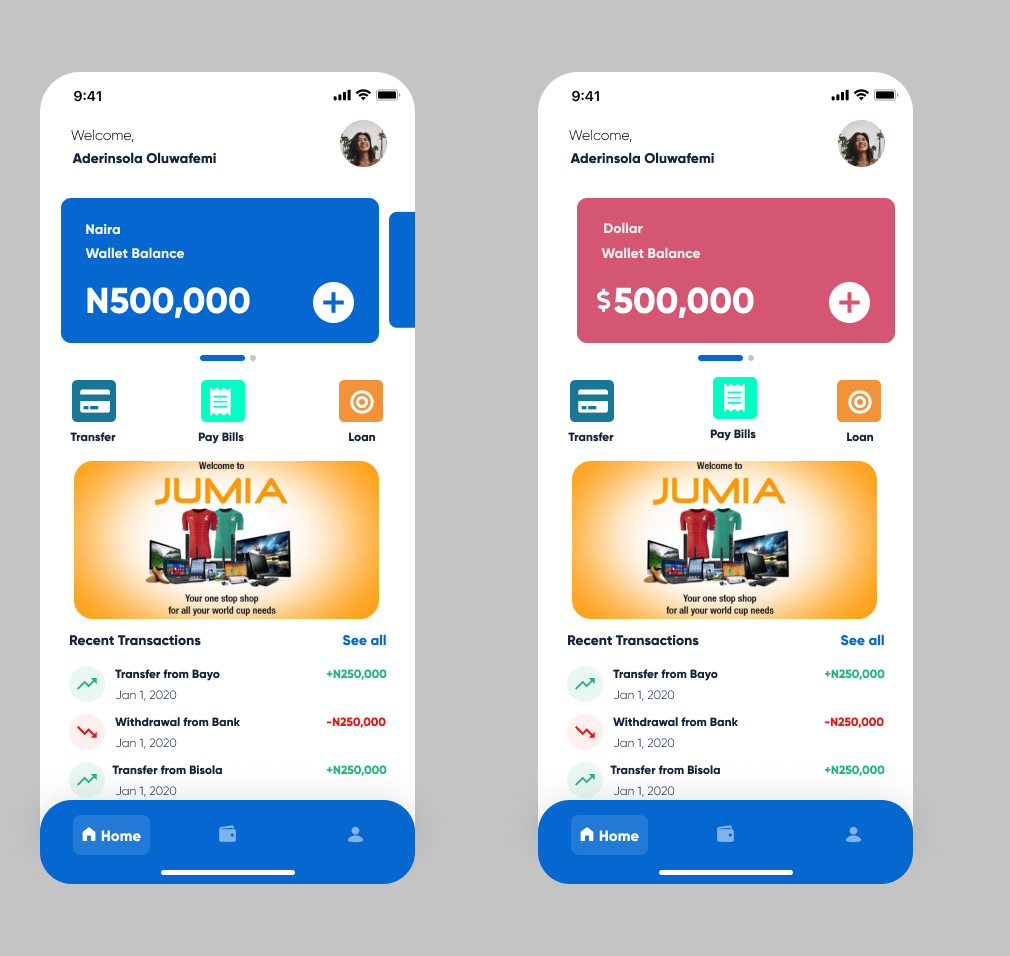 9:41
Welcome,
Aderinsola Oluwafemi
Naira
Wallet Balance
N500,000
Transfer
Pay Bills
Loan
Welcome to
JUMIA
Your one stop shop
for all your world cup needs
Recent Transactions
See all
Transfer from Bayo
+N250,000
Jan 1, 2020
Withdrawal from Bank
-N250,000
Jan 1, 2020
Transfer from Bisola
+N250,000
Jan 1, 2020
Home
9:41
Welcome,
Aderinsola Oluwafemi
Dollar
Wallet Balance
$500,000
Transfer
Pay Bills
Loan
Welcome to
JUMIA
Your one stop shop
for all your world cup needs
Recent Transactions
See all
Transfer from Bayo
+N250,000
Jan 1, 2020
Withdrawal from Bank
-N250,000
Jan 1, 2020
Transfer from Bisola
+N250,000
Jan 1, 2020
Home